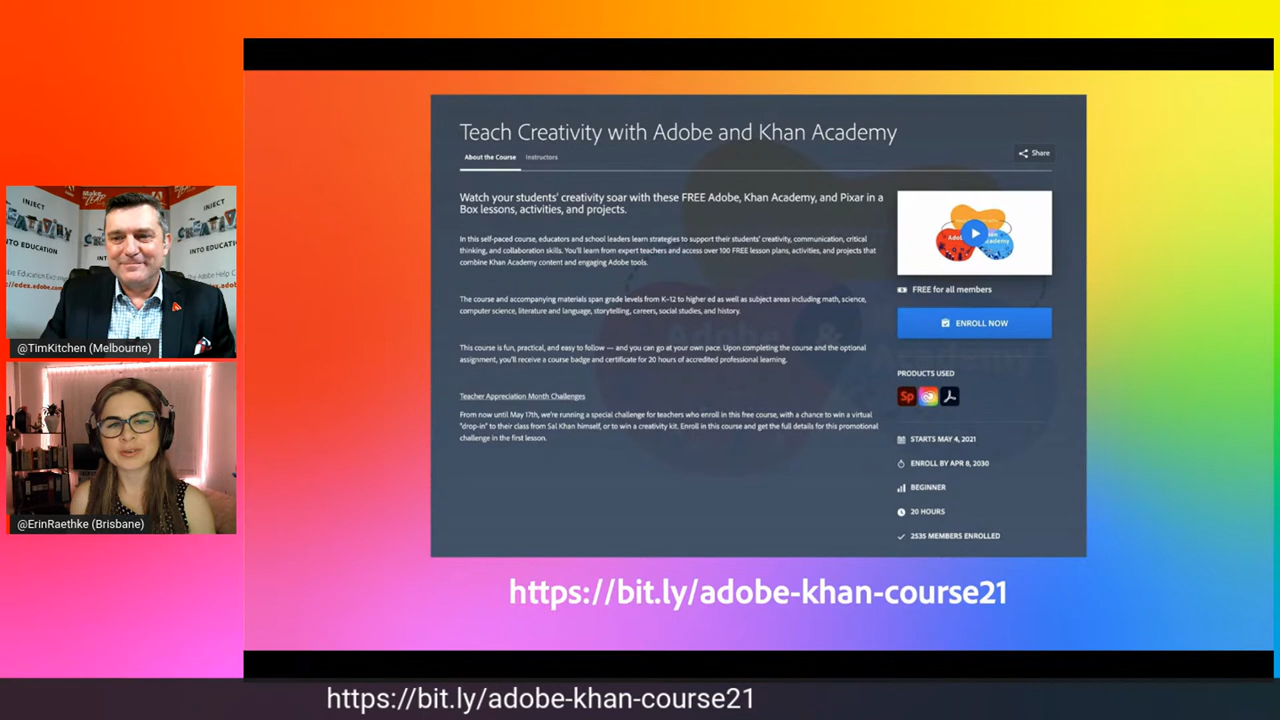 Teach Creativity with Adobe and Khan Academy
About the Course
Instructors
Share
Watch your students' creativity soar with these FREE Adobe, Khan Academy, and Pixar in a
Box lessons, activities, and projects.
In this self-paced course, educators and school leaders learn strategies to support their students' creativity, communication, critical
thinking, and collaboration skills. You'll learn from expert teachers and access over 100 FREE lesson plans, activities, and projects that
combine Khan Academy content and engaging Adobe tools.
The course and accompanying materials span grade levels from K–12 to higher ed as well as subject areas including math, science,
computer science, literature and language, storytelling, careers, social studies, and history.
This course is fun, practical, and easy to follow — and you can go at your own pace. Upon completing the course and the optional
assignment, you'll receive a course badge and certificate for 20 hours of accredited professional learning.
Teacher Appreciation Month Challenges
From now until May 17th, we're running a special challenge for teachers who enroll in this free course, with a chance to win a virtual
"drop-in" to their class from Sal Khan himself, or to win a creativity kit. Enroll in this course and get the full details for this promotional
challenge in the first lesson.
FREE for all members
ENROLL NOW
PRODUCTS USED
Sp
STARTS MAY 4, 2021
ENROLL BY APR 8, 2030
BEGINNER
20 HOURS
2535 MEMBERS ENROLLED
https://bit.ly/adobe-khan-course21
INJECT
CREATIVITY
INTO EDUCATION
INJECT
INTO EDUCATION
@TimKitchen (Melbourne)
@ErinRaethke (Brisbane)
https://bit.ly/adobe-khan-course21